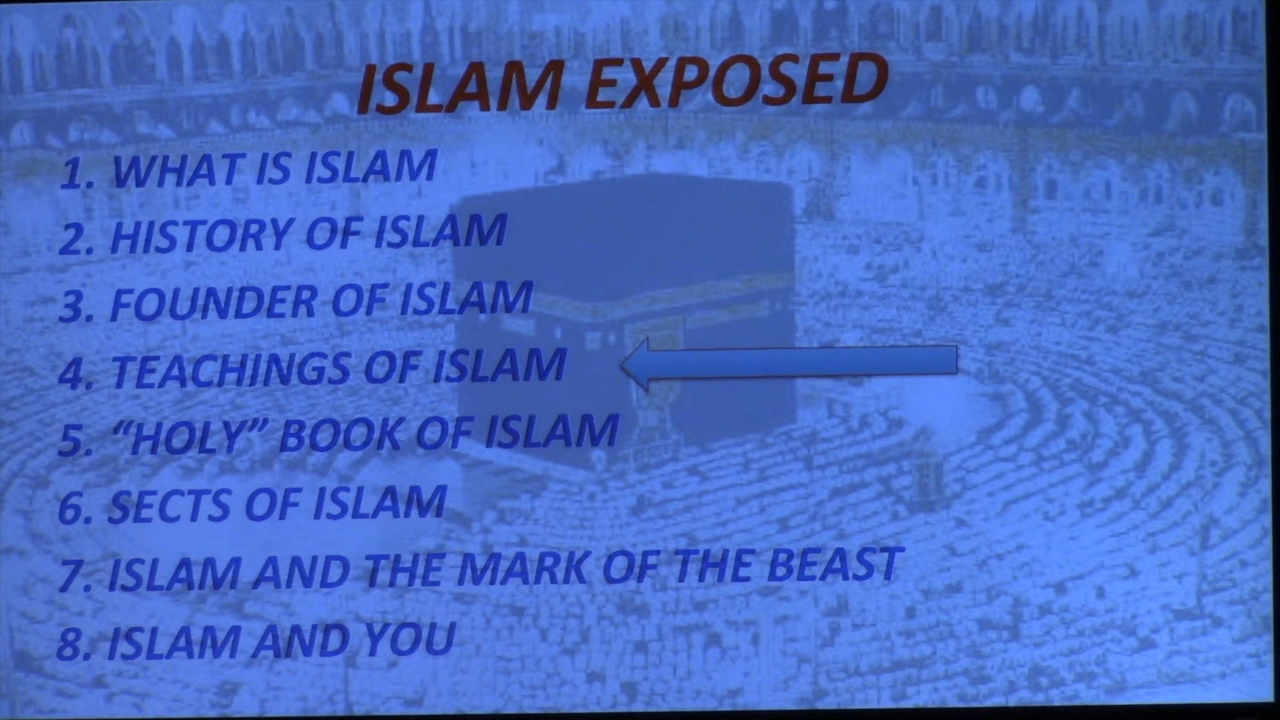 ISLAM EXPOSED
1. WHAT IS ISLAM
2. HISTORY OF ISLAM
3. FOUNDER OF ISLAM
4. TEACHINGS OF ISLAM
5. “HOLY” BOOK OF ISLAM
6. SECTS OF ISLAM
7. ISLAM AND THE MARK OF THE BEAST
8. ISLAM AND YOU